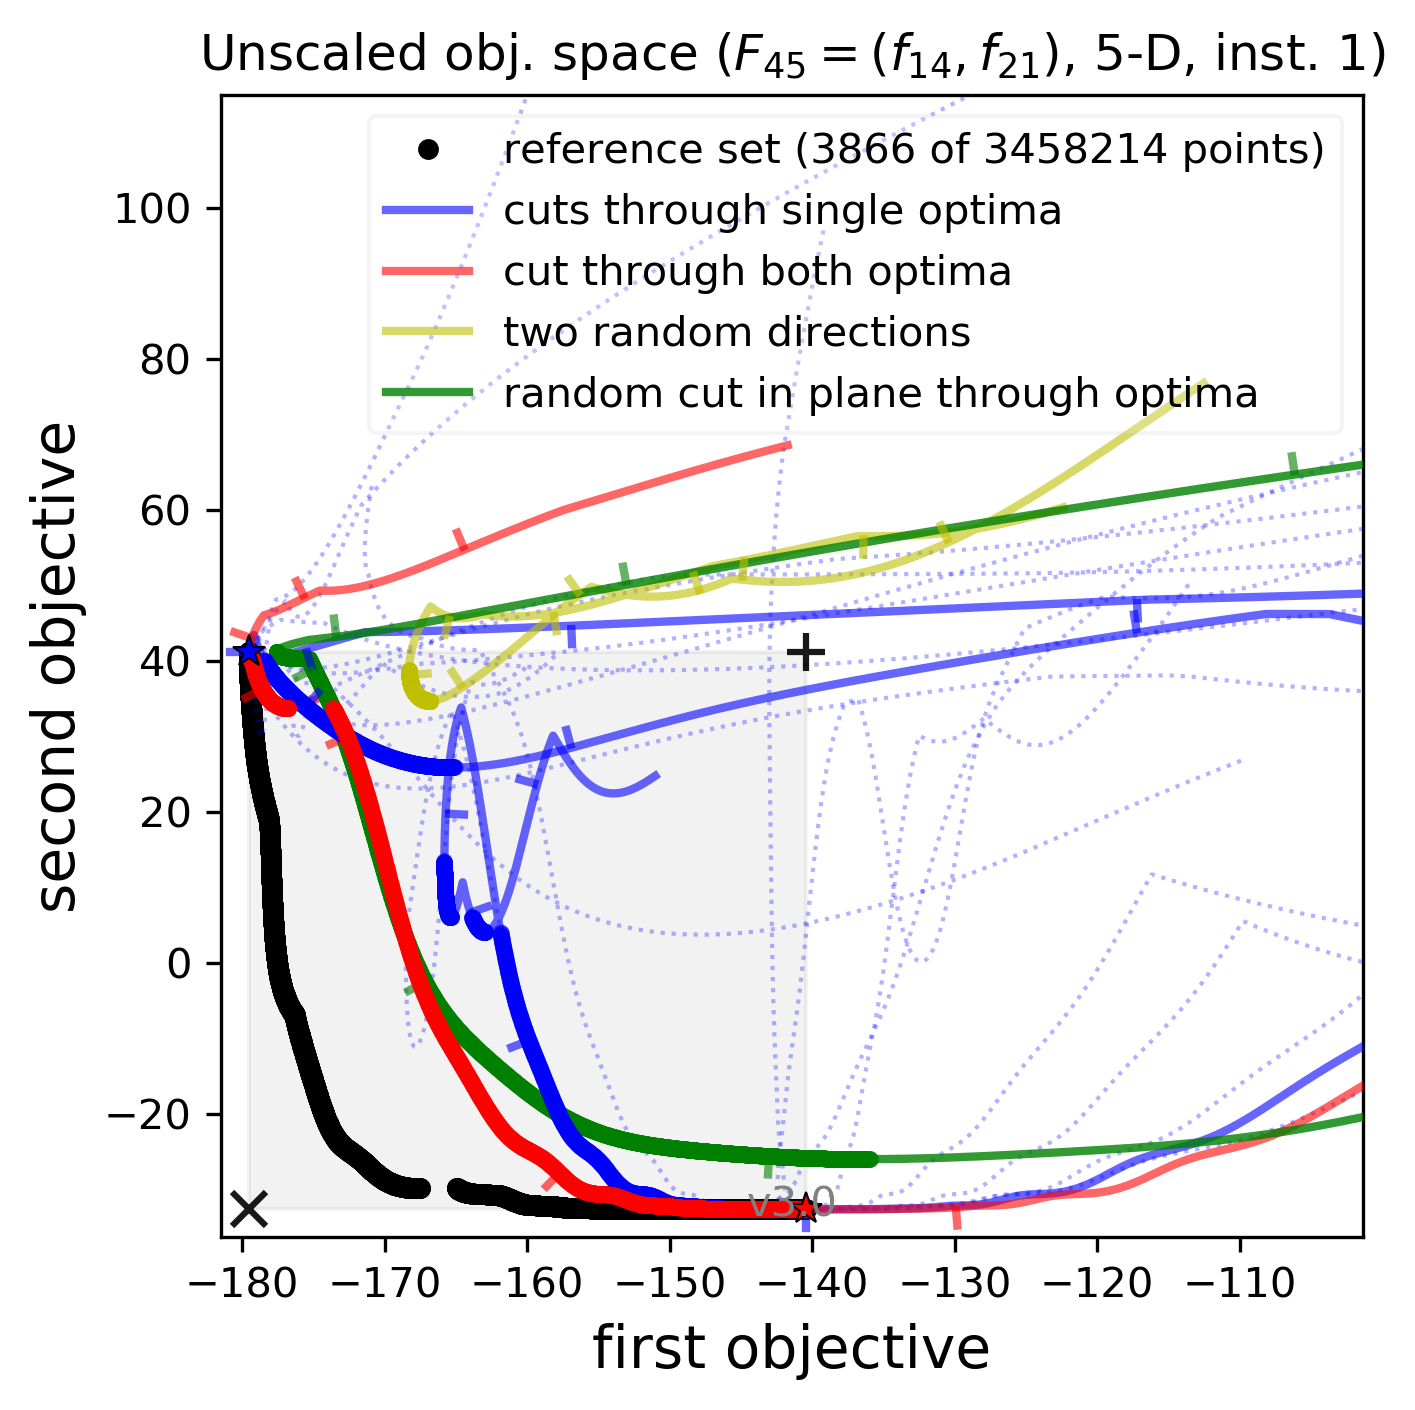 Unscaled obj. space (F₄₅ = (f₁₄, f₂₁), 5-D, inst. 1)
reference set (3866 of 3458214 points)
cuts through single optima
cut through both optima
two random directions
random cut in plane through optima
100
80
60
40
20
0
−20
second objective
v3.0
−180
−170
−160
−150
−140
−130
−120
−110
first objective